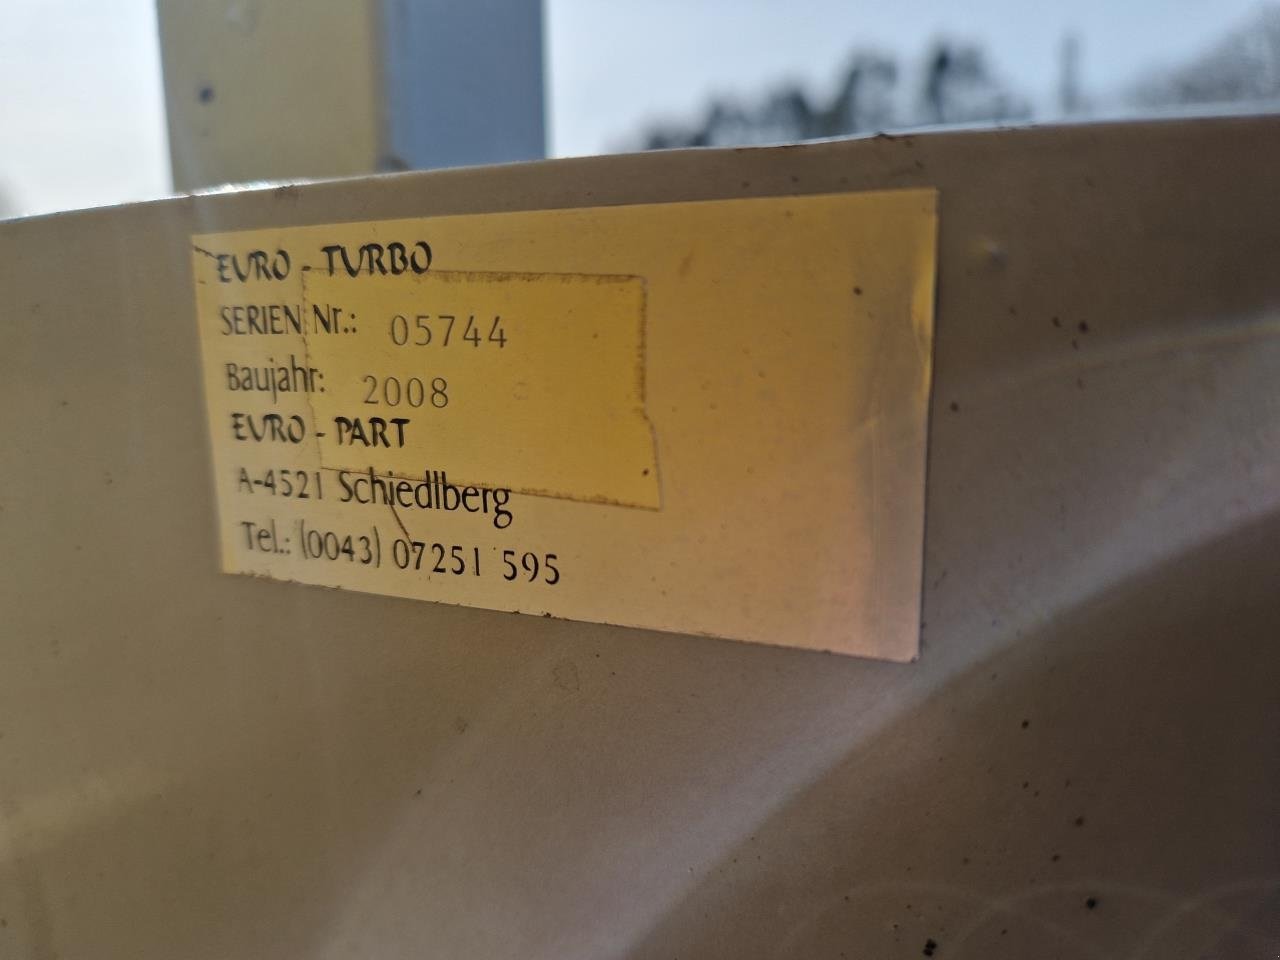 EURO - TURBO
SERIEN Nr.: 05744
Baujahr: 2008
EURO - PART
A-4521 Schiedlberg
Tel.: (0043) 07251 595